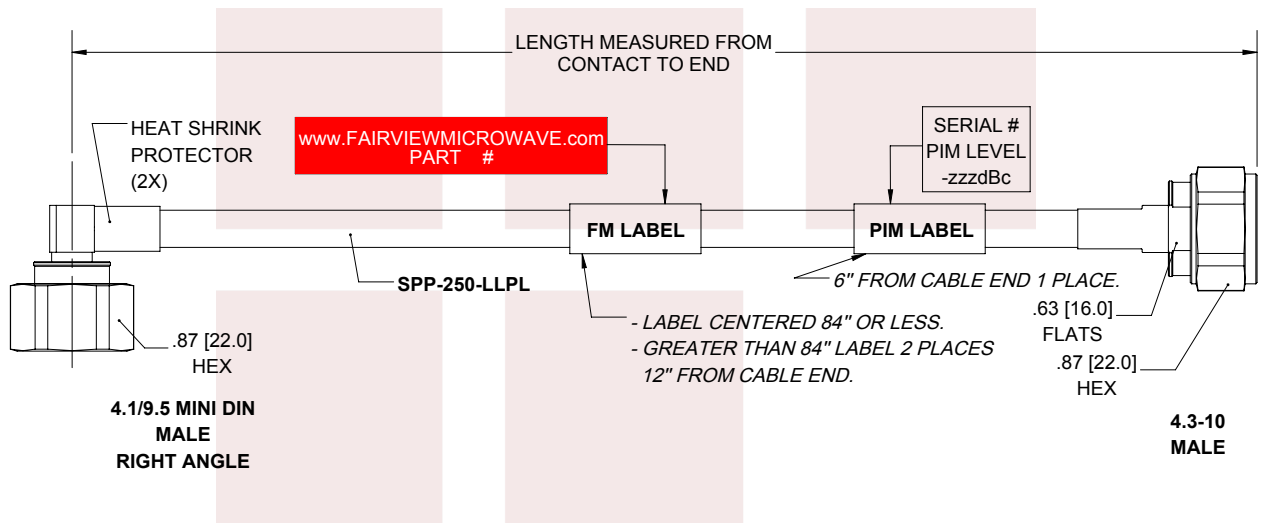 LENGTH MEASURED FROM
CONTACT TO END
HEAT SHRINK
PROTECTOR
(2X)
www.FAIRVIEWMICROWAVE.com
PART #
SERIAL #
PIM LEVEL
-zzzdBc
FM LABEL
PIM LABEL
SPP-250-LLPL
6" FROM CABLE END 1 PLACE.
- LABEL CENTERED 84" OR LESS.
- GREATER THAN 84" LABEL 2 PLACES
12" FROM CABLE END.
.63 [16.0]
FLATS
.87 [22.0]
HEX
.87 [22.0]
HEX
4.1/9.5 MINI DIN
MALE
RIGHT ANGLE
4.3-10
MALE